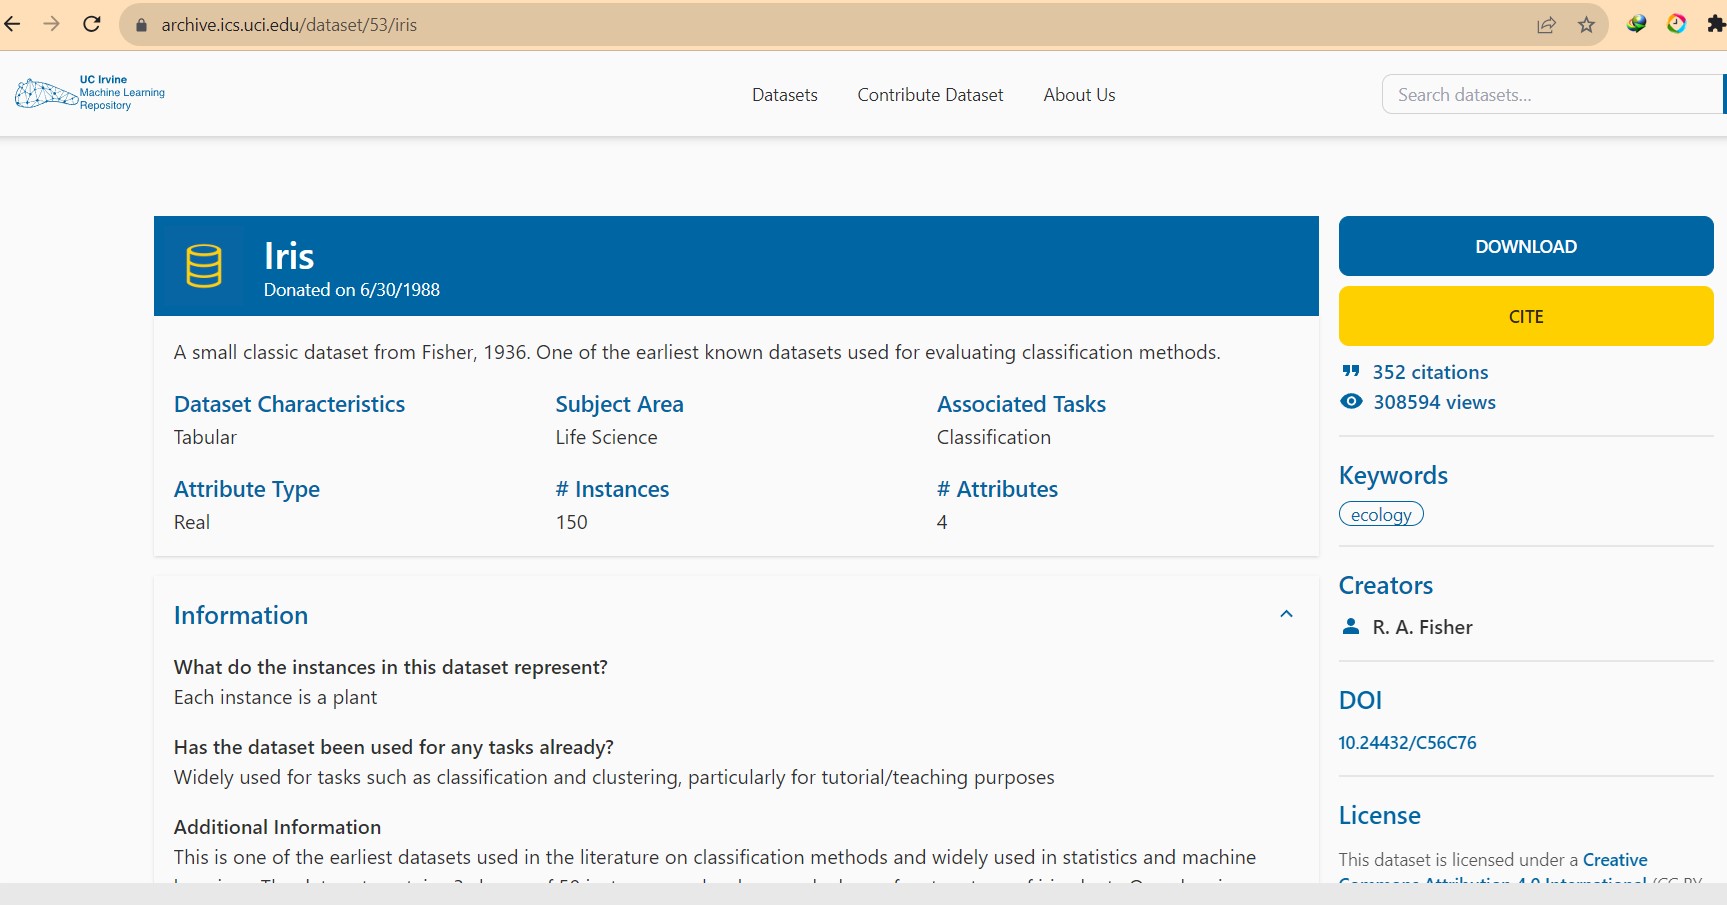 archive.ics.uci.edu/dataset/53/iris
UC Irvine
Machine Learning
Repository
Datasets
Contribute Dataset
About Us
Search datasets...
Iris
Donated on 6/30/1988
A small classic dataset from Fisher, 1936. One of the earliest known datasets used for evaluating classification methods.
Dataset Characteristics
Tabular
Subject Area
Life Science
Associated Tasks
Classification
Attribute Type
Real
# Instances
150
# Attributes
4
Information
What do the instances in this dataset represent?
Each instance is a plant
Has the dataset been used for any tasks already?
Widely used for tasks such as classification and clustering, particularly for tutorial/teaching purposes
Additional Information
This is one of the earliest datasets used in the literature on classification methods and widely used in statistics and machine
DOWNLOAD
CITE
352 citations
308594 views
Keywords
ecology
Creators
R. A. Fisher
DOI
10.24432/C56C76
License
This dataset is licensed under a Creative
Commons Attribution 4.0 International (CC BY